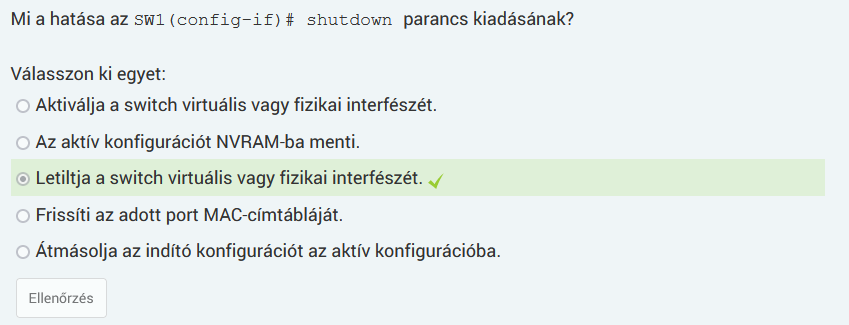 Mi a hatása az SW1(config-if)# shutdown parancs kiadásának?
Válasszon ki egyet:
Aktiválja a switch virtuális vagy fizikai interfészét.
Az aktív konfigurációt NVRAM-ba menti.
Letiltja a switch virtuális vagy fizikai interfészét.
Frissíti az adott port MAC-címtábláját.
Átmásolja az indító konfigurációt az aktív konfigurációba.
Ellenőrzés